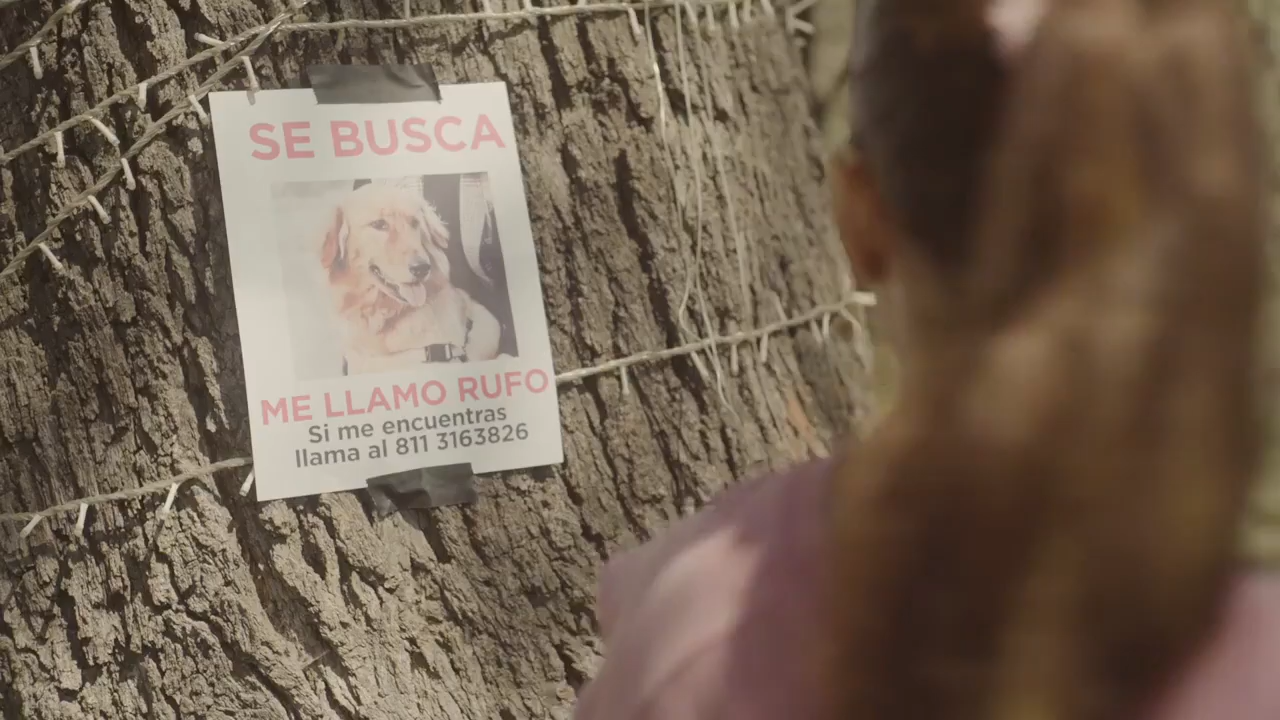 SE BUSCA
ME LLAMO RUFO
Si me encuentras
llama al 811 3163826